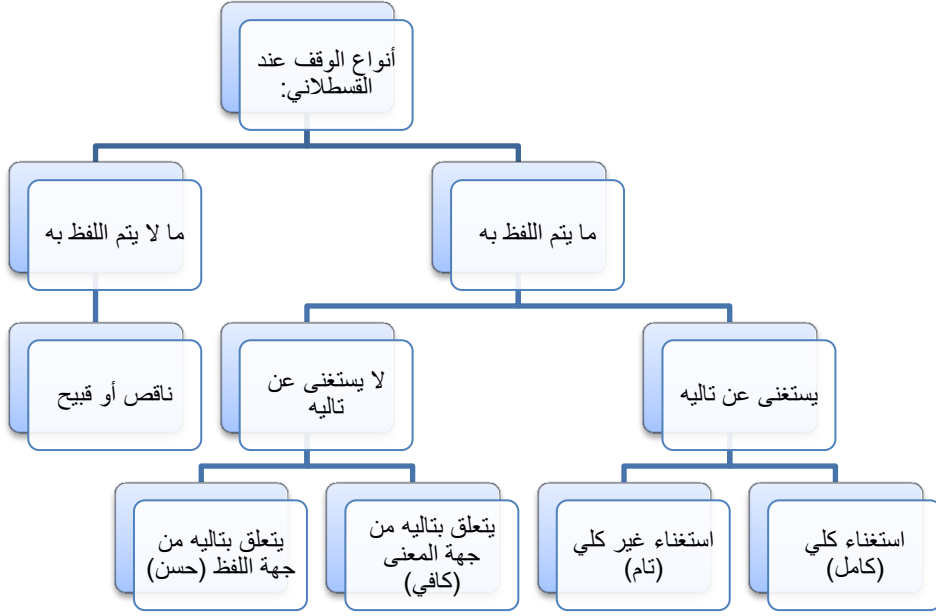 أنواع الوقف عند
القسطلاني:
ما يتم اللفظ به
ما لا يتم اللفظ به
يستغنى عن تاليه
لا يستغنى عن
تاليه
ناقص أو قبيح
استغناء كلي
(كامل)
استغناء غير كلي
(تام)
يتعلق بتاليه من
جهة المعنى
(كافي)
يتعلق بتاليه من
جهة اللفظ (حسن)